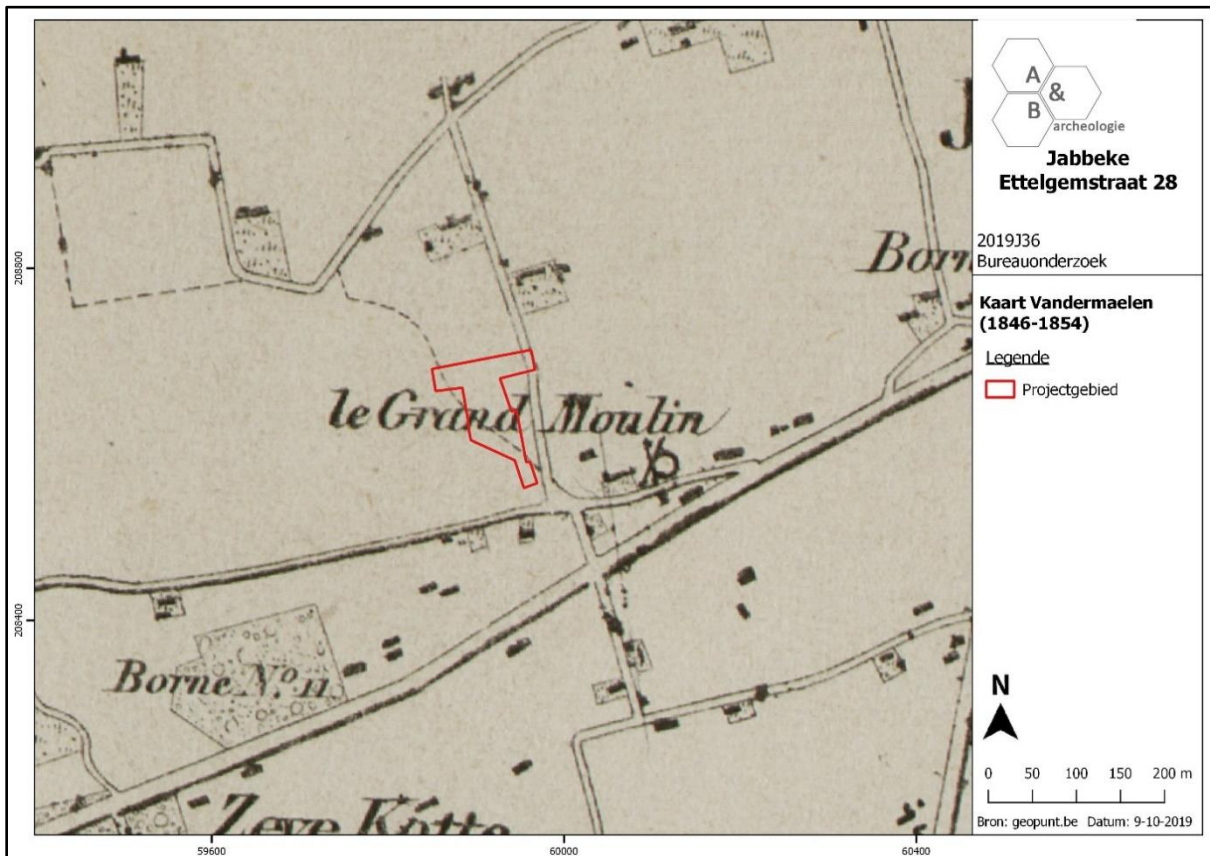 le Grand Moulin
Born
J
Borne N.º 11
Zeve Kotte
208800
208400
59600
60000
60400
A
&
B
archeologie
Jabbeke
Ettelgemstraat 28
2019J36
Bureauonderzoek
Kaart Vandermaelen
(1846-1854)
Legende
Projectgebied
N
0 50 100 150 200 m
Bron: geopunt.be Datum: 9-10-2019